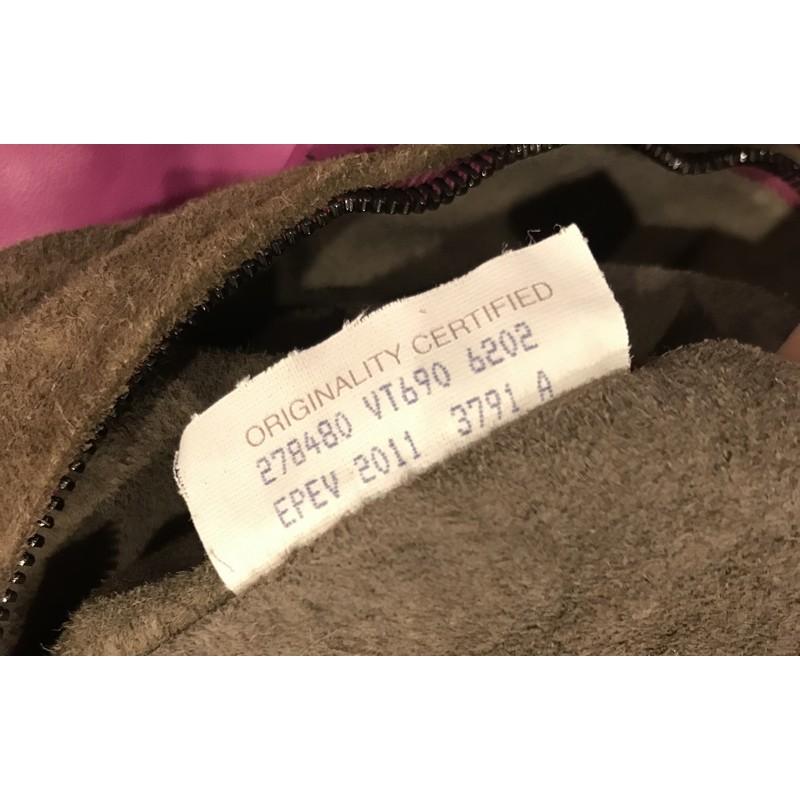 ORIGINALITY CERTIFIED
278480 VT690 6202
EPEV 2011 3791 A